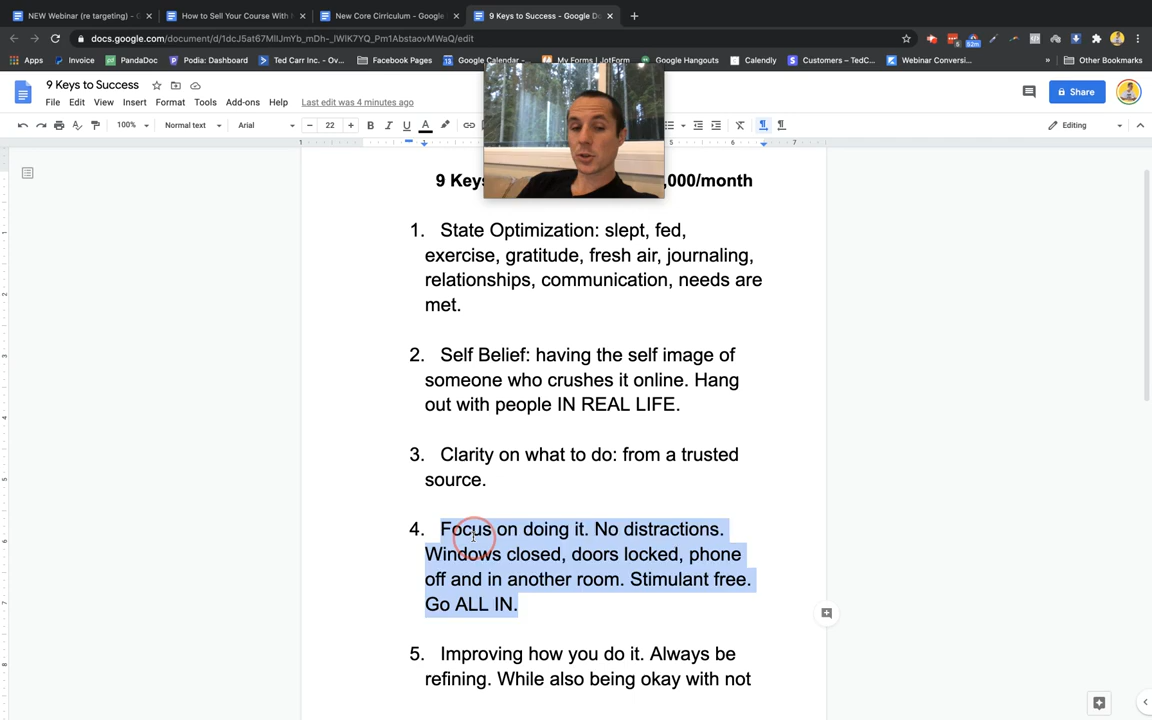 NEW Webinar (re targeting) - G
How to Sell Your Course With
New Core Cirriculum - Google
9 Keys to Success - Google Do
docs.google.com/document/d/1dcJ5at67MIIJmYb_mDh-_IWIK7YQ_Pm1AbstaovMWaQ/edit
Apps
Invoice
PandaDoc
Podia: Dashboard
Ted Carr Inc. - Ov...
Facebook Pages
Google Calendar -
My Forms | JotForm
Google Hangouts
Calendly
Customers – TedC...
Webinar Conversi...
»
Other Bookmarks
9 Keys to Success
File Edit View Insert Format Tools Add-ons Help Last edit was 4 minutes ago
Share
100% Normal text Arial 22 B I U A
Editing
9 Keys
,000/month
1. State Optimization: slept, fed,
exercise, gratitude, fresh air, journaling,
relationships, communication, needs are
met.
2. Self Belief: having the self image of
someone who crushes it online. Hang
out with people IN REAL LIFE.
3. Clarity on what to do: from a trusted
source.
4. Focus on doing it. No distractions.
Windows closed, doors locked, phone
off and in another room. Stimulant free.
Go ALL IN.
5. Improving how you do it. Always be
refining. While also being okay with not